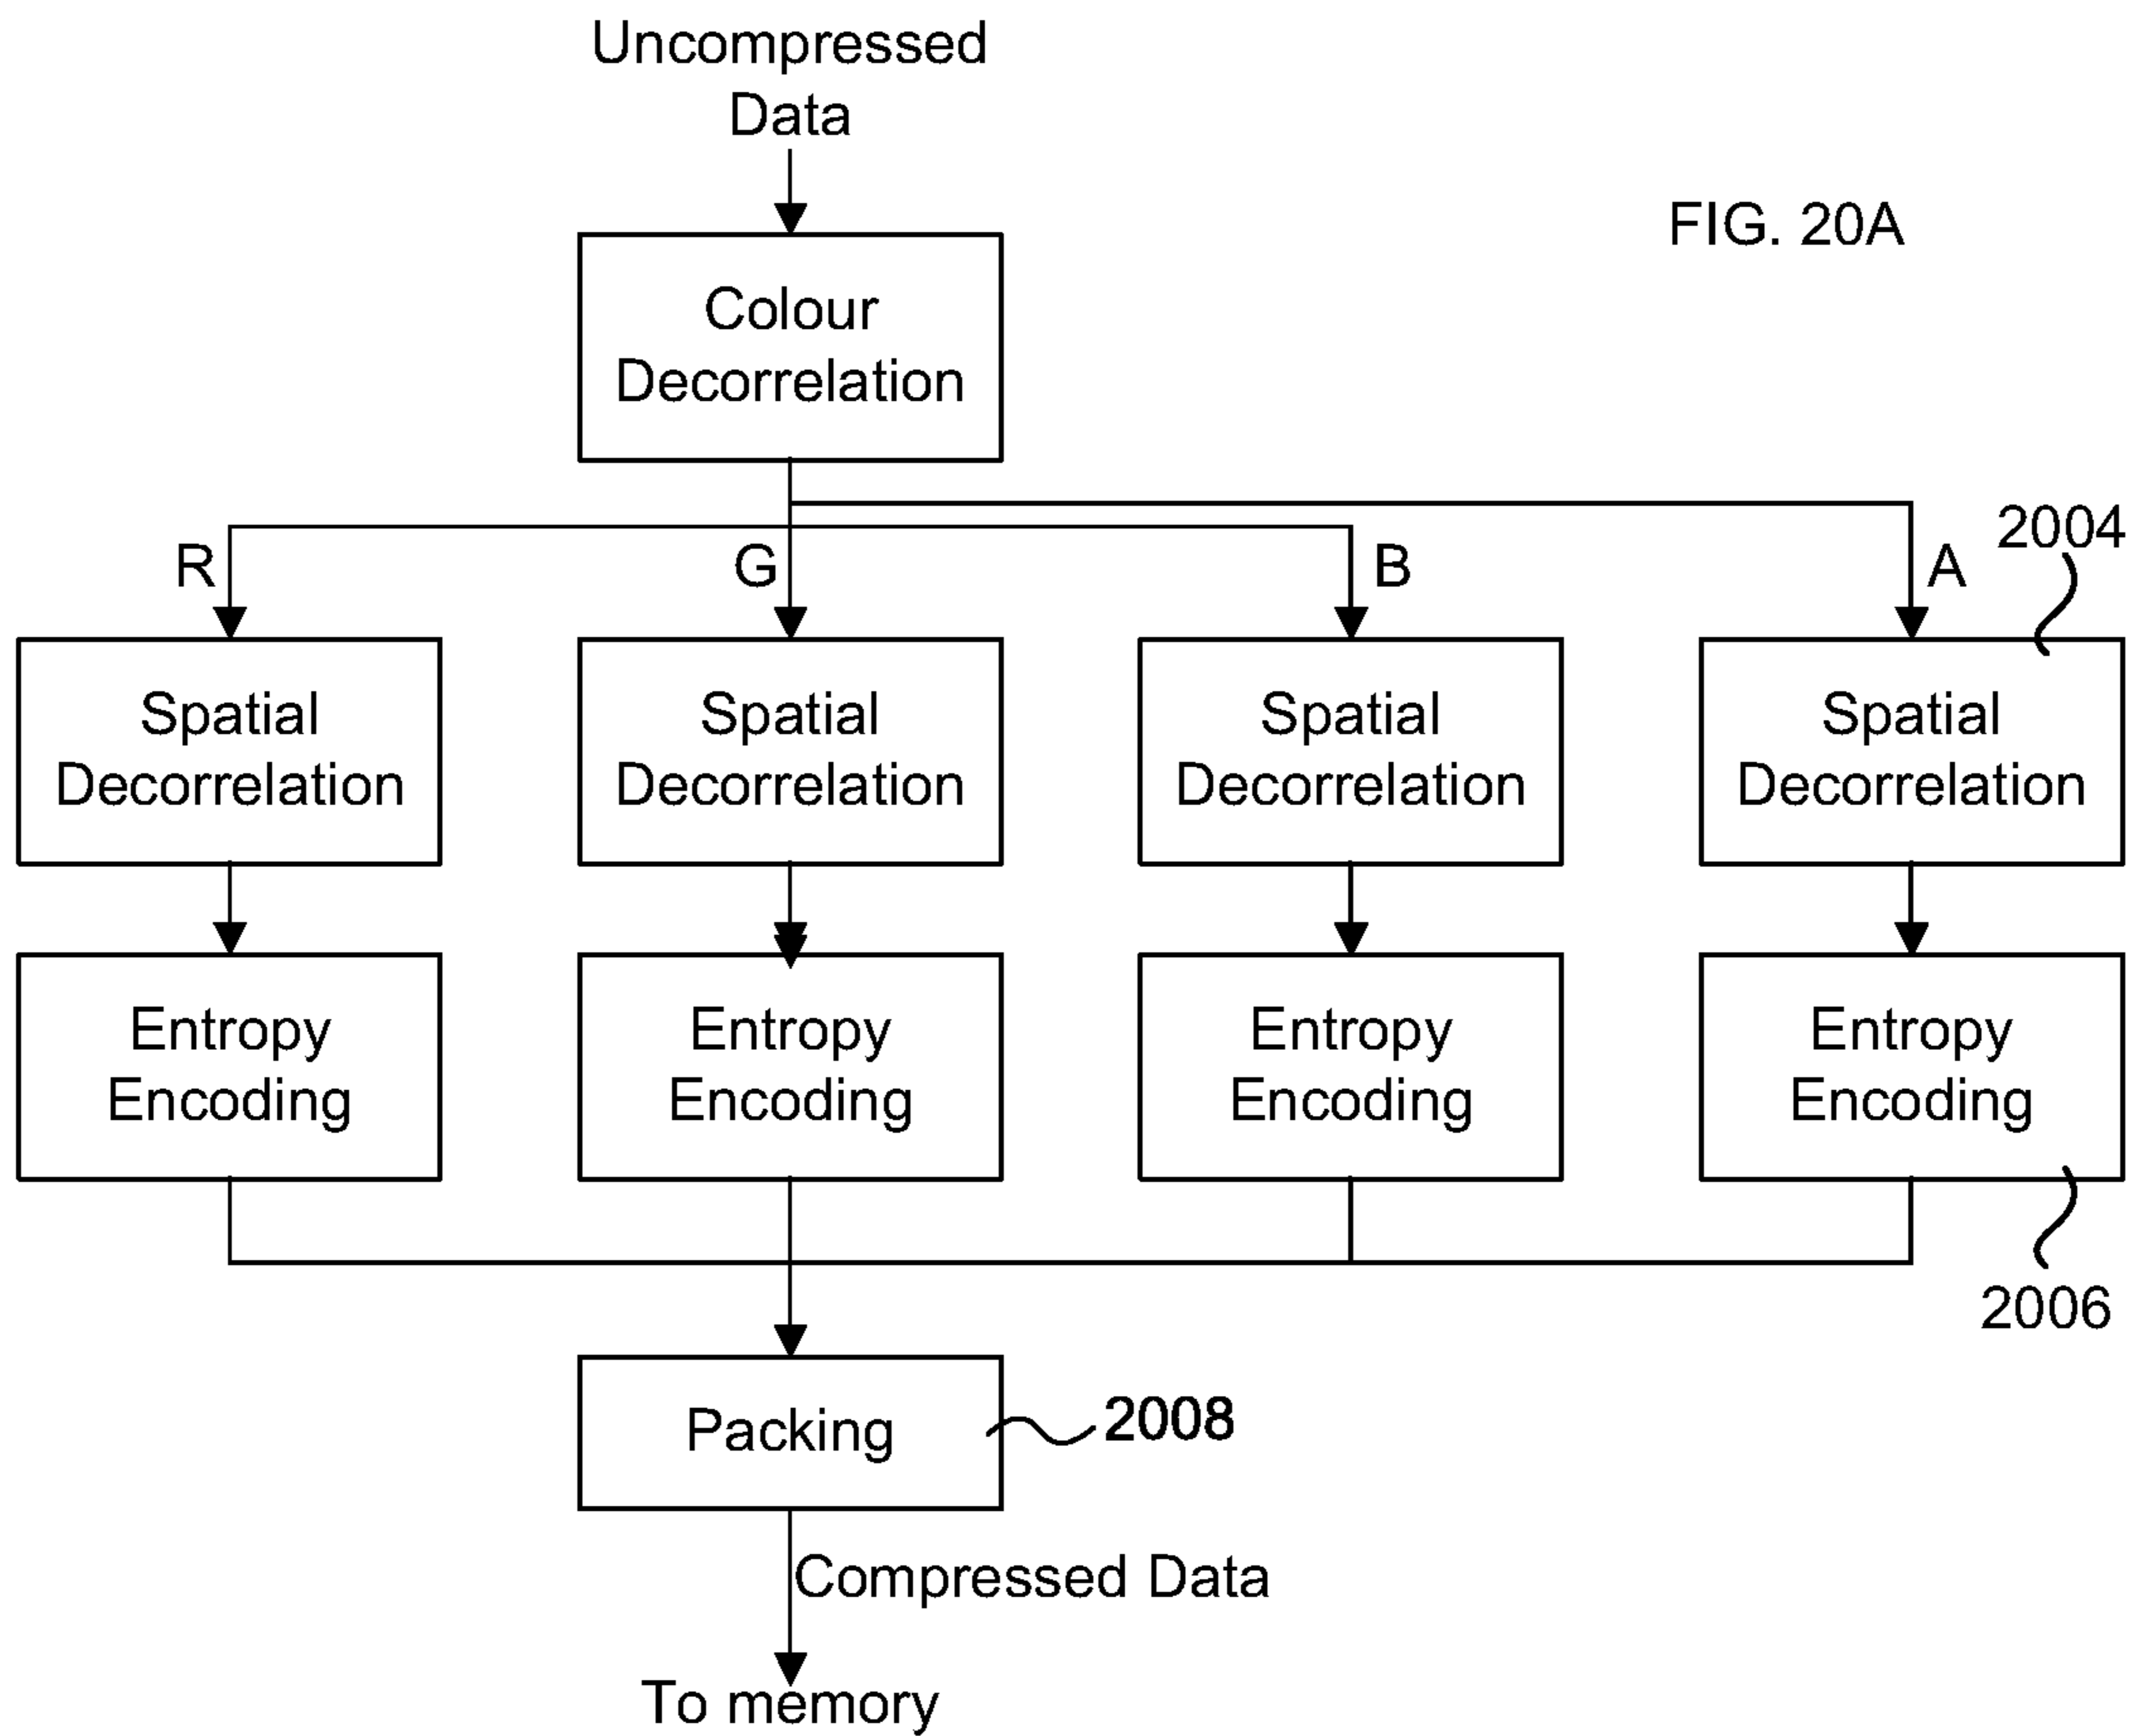 Uncompressed
Data
FIG. 20A
Colour
Decorrelation
R
G
B
A
2004
Spatial
Decorrelation
Spatial
Decorrelation
Spatial
Decorrelation
Spatial
Decorrelation
Entropy
Encoding
Entropy
Encoding
Entropy
Encoding
Entropy
Encoding
2006
Packing
2008
Compressed Data
To memory